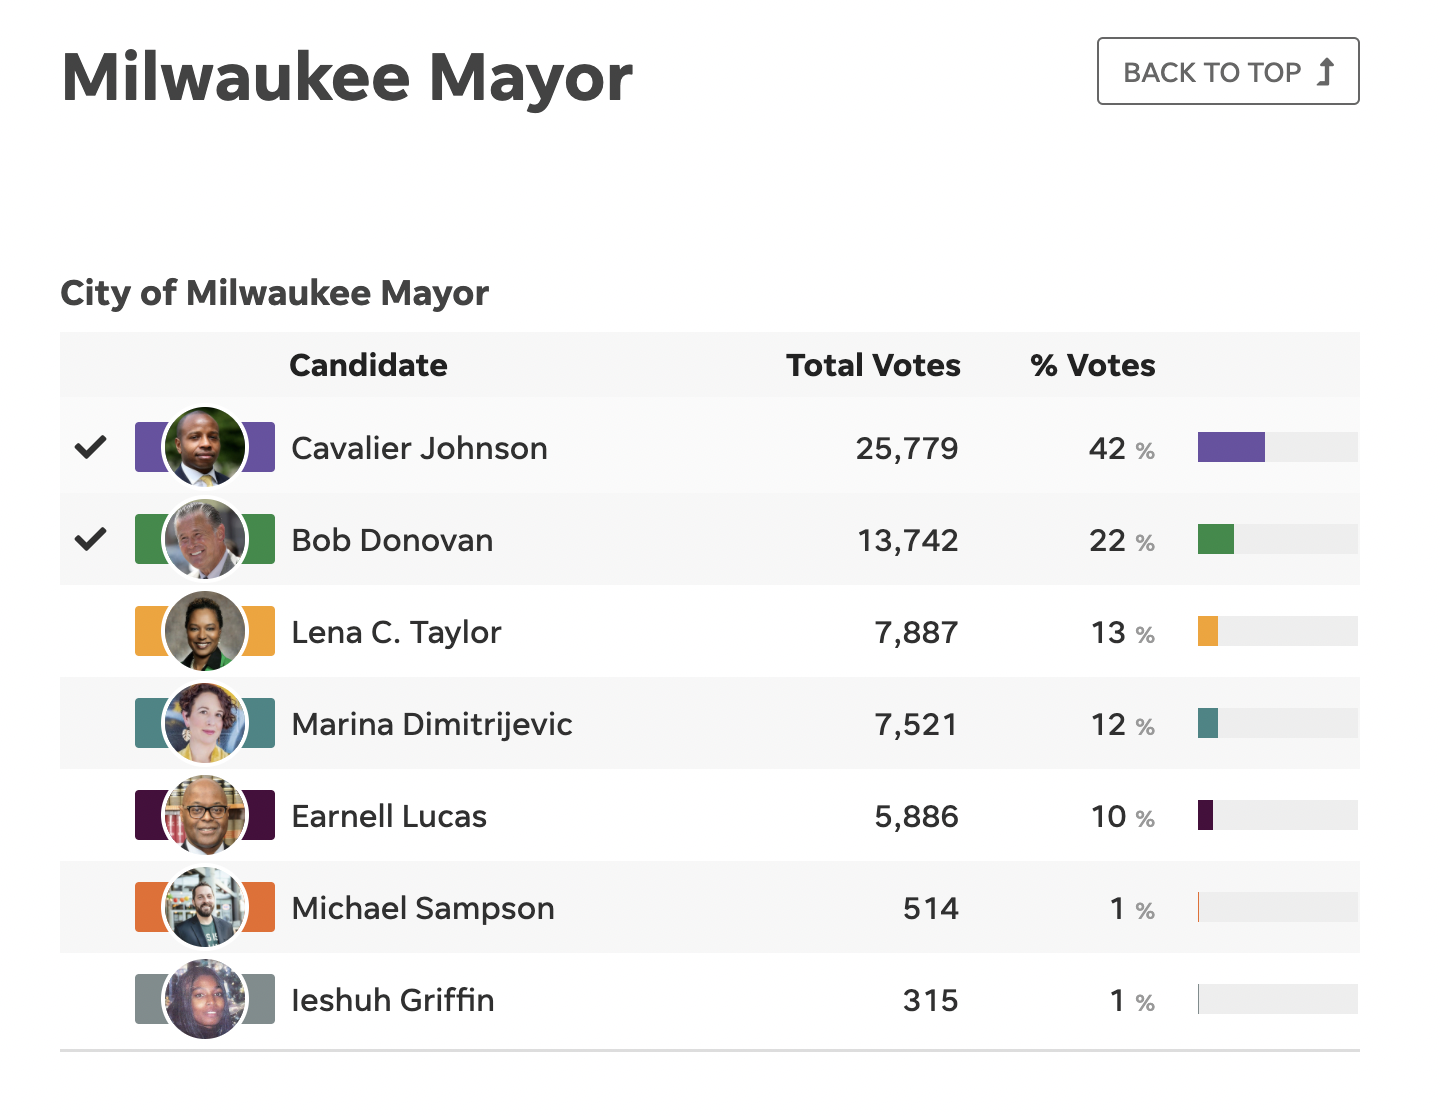 Milwaukee Mayor
BACK TO TOP
City of Milwaukee Mayor
Candidate Total Votes % Votes
Cavalier Johnson 25,779 42 %
Bob Donovan 13,742 22 %
Lena C. Taylor 7,887 13 %
Marina Dimitrijevic 7,521 12 %
Earnell Lucas 5,886 10 %
Michael Sampson 514 1 %
Ieshuh Griffin 315 1 %